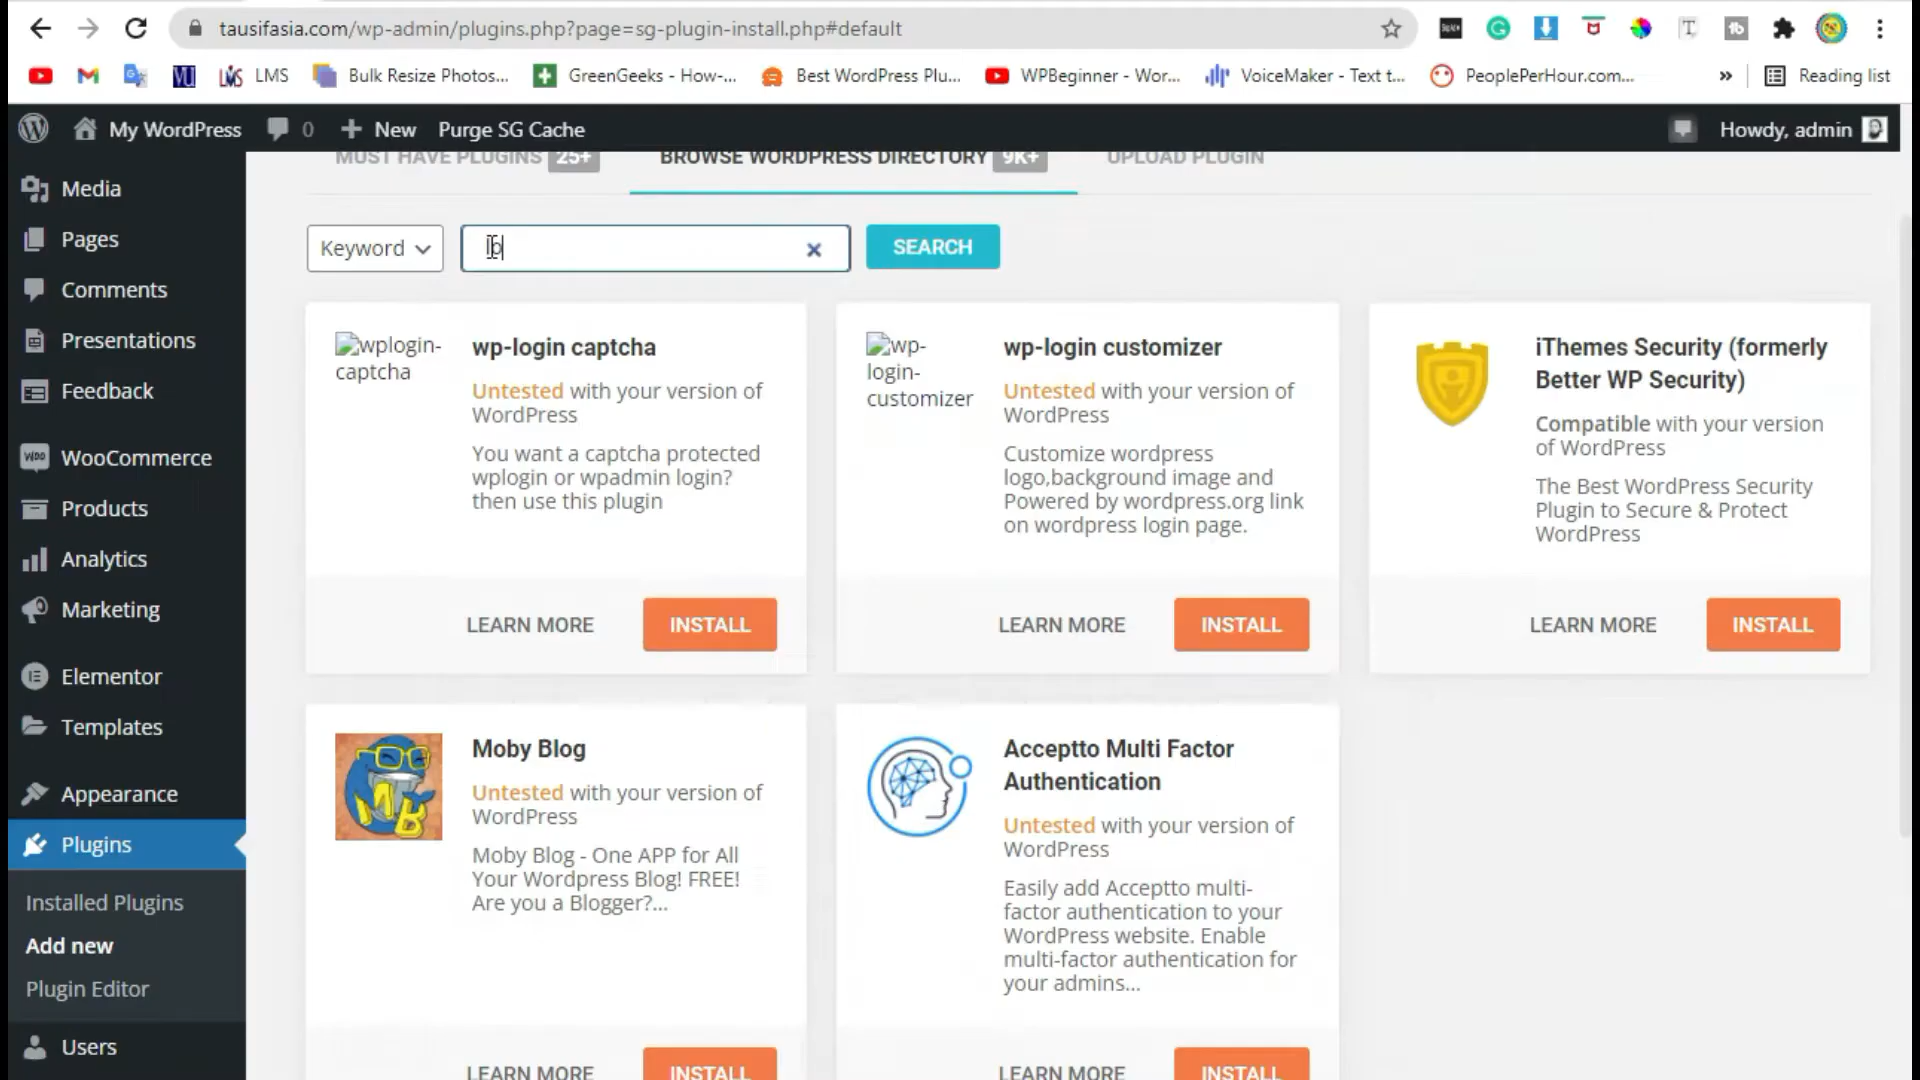 tausifasia.com/wp-admin/plugins.php?page=sg-plugin-install.php#default
LMS Bulk Resize Photos... GreenGeeks - How-... Best WordPress Plu... WPBeginner - Wor... VoiceMaker - Text t... PeoplePerHour.com... » Reading list
My WordPress 0 New Purge SG Cache Howdy, admin
MUST HAVE PLUGINS 25+ BROWSE WORDPRESS DIRECTORY 9K+ UPLOAD PLUGIN
Media
Pages
Comments
Presentations
Feedback
WooCommerce
Products
Analytics
Marketing
Elementor
Templates
Appearance
Plugins
Installed Plugins
Add new
Plugin Editor
Users
Keyword SEARCH
wplogin-
captcha
wp-login captcha
Untested with your version of
WordPress
You want a captcha protected
wplogin or wpadmin login?
then use this plugin
LEARN MORE INSTALL
wp-
login-
customizer
wp-login customizer
Untested with your version of
WordPress
Customize wordpress
logo,background image and
Powered by wordpress.org link
on wordpress login page.
LEARN MORE INSTALL
iThemes Security (formerly
Better WP Security)
Compatible with your version
of WordPress
The Best WordPress Security
Plugin to Secure & Protect
WordPress
LEARN MORE INSTALL
MB
Moby Blog
Untested with your version of
WordPress
Moby Blog - One APP for All
Your Wordpress Blog! FREE!
Are you a Blogger?...
LEARN MORE INSTALL
Acceptto Multi Factor
Authentication
Untested with your version of
WordPress
Easily add Acceptto multi-
factor authentication to your
WordPress website. Enable
multi-factor authentication for
your admins...
LEARN MORE INSTALL